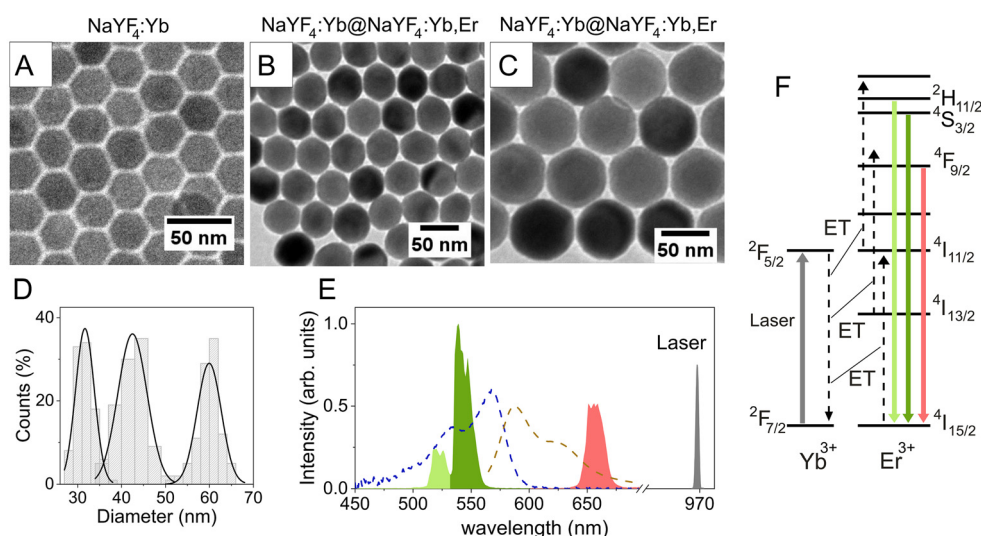 NaYF4:Yb
NaYF4:Yb@NaYF4:Yb,Er
NaYF4:Yb@NaYF4:Yb,Er
A
50 nm
B
50 nm
C
50 nm
D
Counts (%)
40
20
0
30 40 50 60 70
Diameter (nm)
E
Intensity (arb. units)
1.0
0.5
0.0
Laser
450 500 550 600 650 970
wavelength (nm)
F
2H11/2
4S3/2
4F9/2
ET
2F5/2
4I11/2
Laser
4I13/2
ET
ET
2F7/2
4I15/2
Yb3+
Er3+